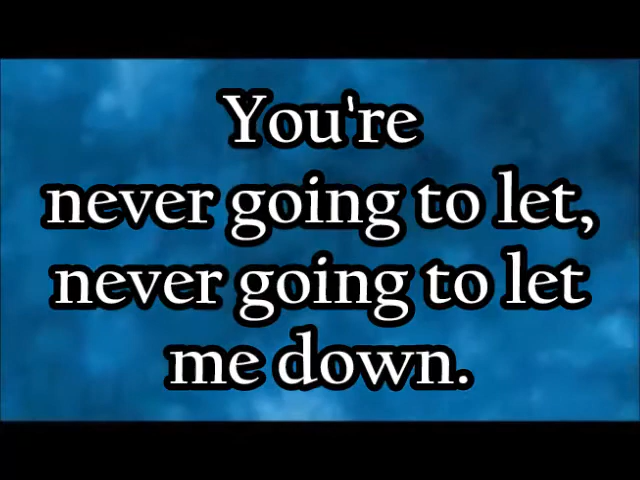 You're
never going to let,
never going to let
me down.